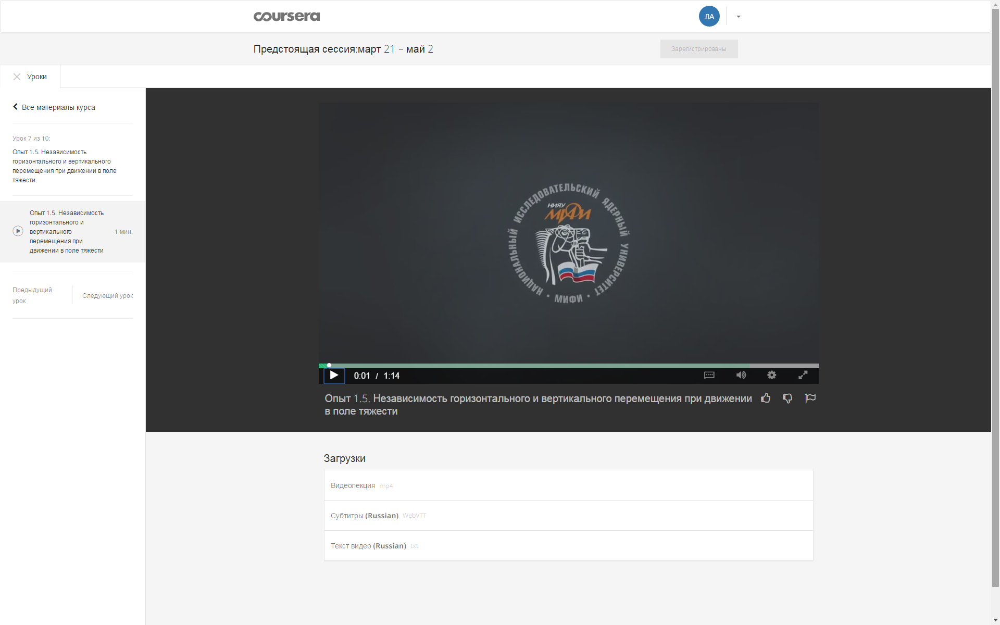 coursera
ЛА
Предстоящая сессия:март 21 – май 2
Зарегистрированы
Уроки
Все материалы курса
Урок 7 из 10:
Опыт 1.5. Независимость
горизонтального и вертикального
перемещения при движении в поле
тяжести
Опыт 1.5. Независимость
горизонтального и
вертикального
перемещения при
движении в поле тяжести
1 мин.
Предыдущий
урок
Следующий урок
НАЦИОНАЛЬНЫЙ ИССЛЕДОВАТЕЛЬСКИЙ ЯДЕРНЫЙ УНИВЕРСИТЕТ
НИЯУ
МИФИ
• МИФИ •
0:01 / 1:14
Опыт 1.5. Независимость горизонтального и вертикального перемещения при движении
в поле тяжести
Загрузки
Видеолекция mp4
Субтитры (Russian) WebVTT
Текст видео (Russian) txt